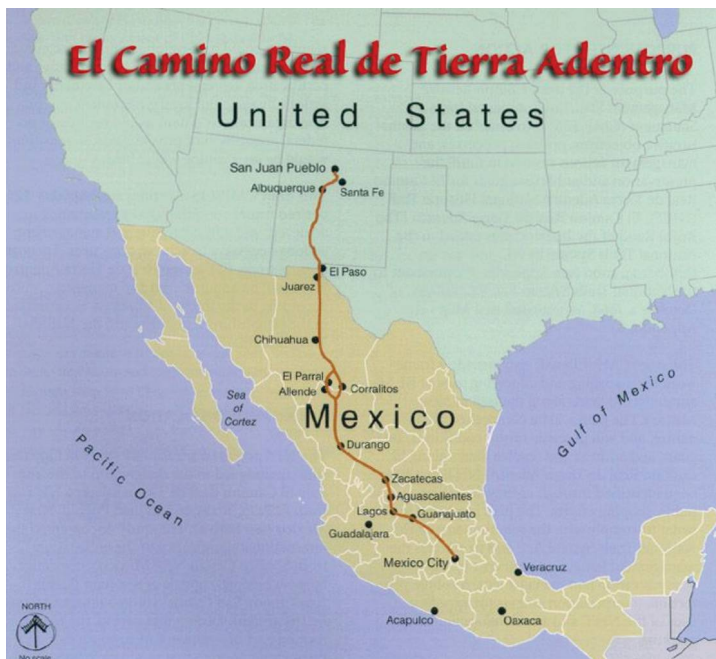 El Camino Real de Tierra Adentro
United States
San Juan Pueblo
Albuquerque
Santa Fe
El Paso
Juarez
Chihuahua
El Parral
Allende
Corralitos
Sea
of
Cortez
Mexico
Gulf of Mexico
Pacific Ocean
Durango
Zacatecas
Aguascalientes
Lagos
Guanajuato
Guadalajara
Mexico City
Veracruz
Acapulco
Oaxaca
NORTH
No scale